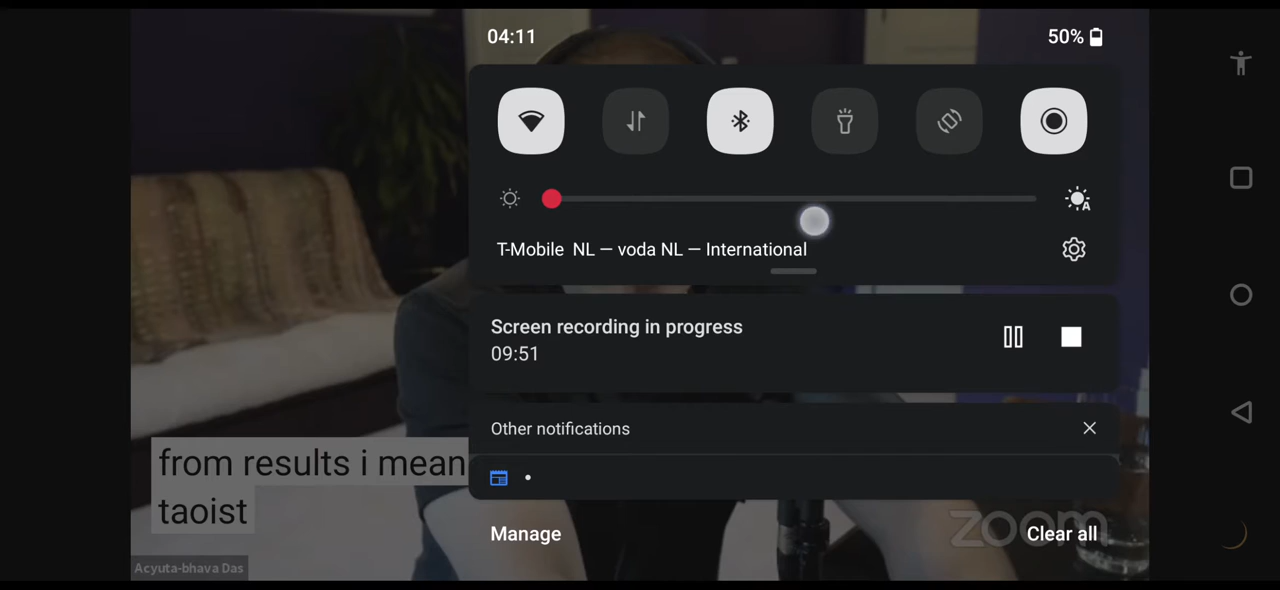 04:11
50%
A
T-Mobile NL — voda NL — International
Screen recording in progress
09:51
Other notifications
from results i mean
taoist
zoom
Manage
Clear all
Acyuta-bhava Das